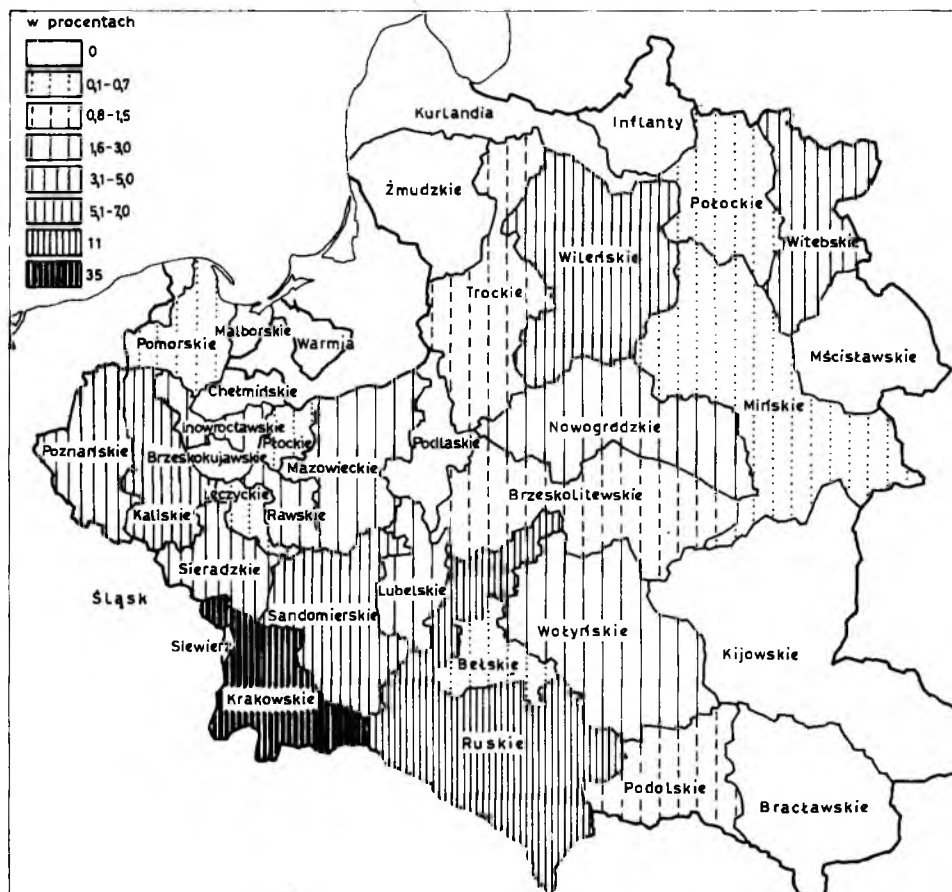 w procentach
0
0,1-0,7
0,8-1,5
1,6-3,0
3,1-5,0
5,1-7,0
11
35
Kurlandia
Inflanty
Żmudzkie
Połockie
Witebskie
Wileńskie
Trockie
Malborskie
Pomorskie
Warmja
Mścisławskie
Chełmińskie
Mińskie
Inowrocławskie
Nowogródzkie
Płockie
Podlaskie
Poznańskie
Brzeskokujawskie
Mazowieckie
Łęczyckie
Brzeskolitewskie
Kaliskie
Rawskie
Sieradzkie
Lubelskie
Śląsk
Sandomierskie
Wołyńskie
Siewierz
Bełskie
Kijowskie
Krakowskie
Ruskie
Podolskie
Bracławskie